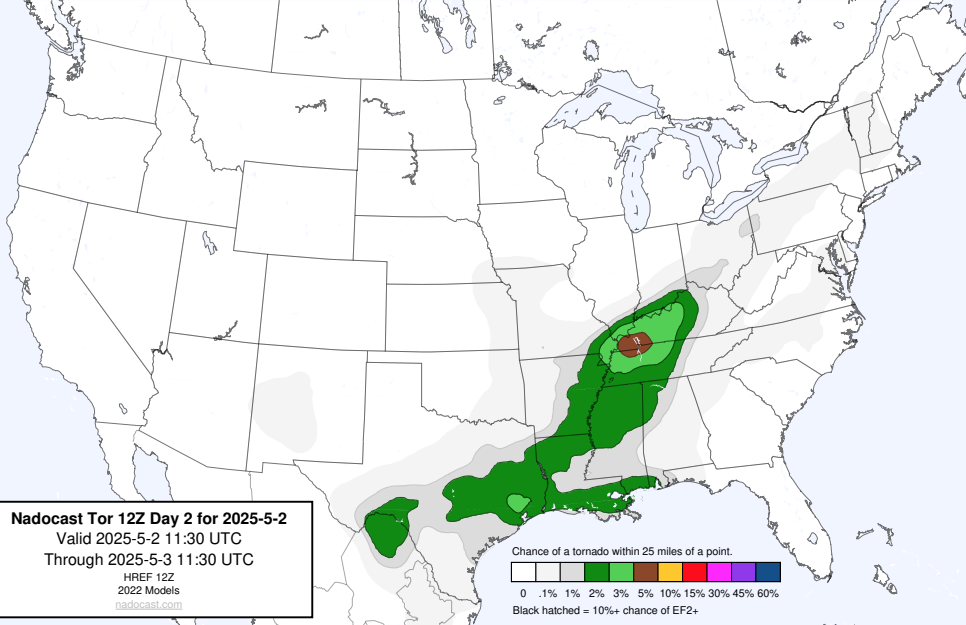 Nadocast Tor 12Z Day 2 for 2025-5-2
Valid 2025-5-2 11:30 UTC
Through 2025-5-3 11:30 UTC
HREF 12Z
2022 Models
nadocast.com
Chance of a tornado within 25 miles of a point.
0 .1% 1% 2% 3% 5% 10% 15% 30% 45% 60%
Black hatched = 10%+ chance of EF2+